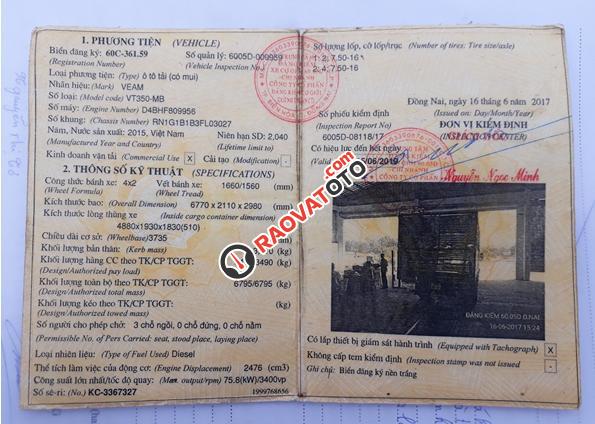 1. PHƯƠNG TIỆN (VEHICLE)
Biển đăng ký: 60C-361.59 Số quản lý: 6005D-009959
(Registration Number) (Vehicle Inspection No.)
Loại phương tiện: (Type) ô tô tải (có mui)
Nhãn hiệu: (Mark) VEAM
Số loại: (Model code) VT350-MB
Số máy: (Engine Number) D4BHF809956
Số khung: (Chassis Number) RN1G1B1B3FL03027
Năm, Nước sản xuất: 2015, Việt Nam Niên hạn SD: 2,040
(Manufactured Year and Country) (Lifetime limit to)
Kinh doanh vận tải (Commercial Use) X Cải tạo (Modification) -
2. THÔNG SỐ KỸ THUẬT (SPECIFICATIONS)
Công thức bánh xe: 4x2 Vết bánh xe: 1660/1560 (mm)
(Wheel Formula) (Wheel Tread)
Kích thước bao: (Overall Dimension) 6770 x 2110 x 2980 (mm)
Kích thước lòng thùng xe (Inside cargo container dimension)
4880x1930x1830(510) (mm)
Chiều dài cơ sở: (Wheelbase) 3735 (mm)
Khối lượng bản thân: (Kerb mass) (kg)
Khối lượng hàng CC theo TK/CP TGGT: 3490 (kg)
(Design/Authorized pay load)
Khối lượng toàn bộ theo TK/CP TGGT: 6795/6795 (kg)
(Design/Authorized total mass)
Khối lượng kéo theo TK/CP TGGT: (kg)
(Design/Authorized towed mass)
Số người cho phép chở: 3 chỗ ngồi, 0 chỗ đứng, 0 chỗ nằm
(Permissible No. of Pers Carried: seat, stood place, laying place)
Loại nhiên liệu: (Type of Fuel Used) Diesel
Thể tích làm việc của động cơ: (Engine Displacement) 2476 (cm3)
Công suất lớn nhất/tốc độ quay: (Max. output/rpm) 75.8(kW)/3400vp
Số sê-ri: (No.) KC-3367327 1999768656
Số lượng lốp, cỡ lốp/trục (Number of tires: Tire size/axle)
1: 2; 7.50-16
2: 4; 7.50-16
Đồng Nai, ngày 16 tháng 6 năm 2017
Số phiếu kiểm định (Issued on: Day/Month/Year)
(Inspection Report No) ĐƠN VỊ KIỂM ĐỊNH
6005D-08118/17
Có hiệu lực đến hết ngày
/06/2019
Nguyễn Ngọc Minh
RAOVATOTO.VN
ĐĂNG KIỂM 60.05D Đ.NAI
16-06-2017 15:24
Có lắp thiết bị giám sát hành trình (Equipped with Tachograph) X
Không cấp tem kiểm định (Inspection stamp was not issued) -
Ghi chú: Biển đăng ký nền trắng